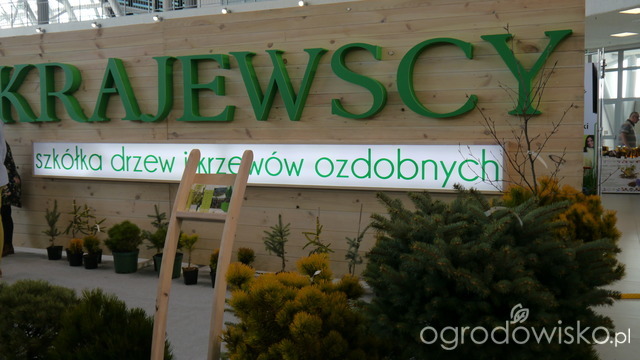 KRAJEWSCY
szkółka drzew i krzewów ozdobnych
ogrodowisko.pl